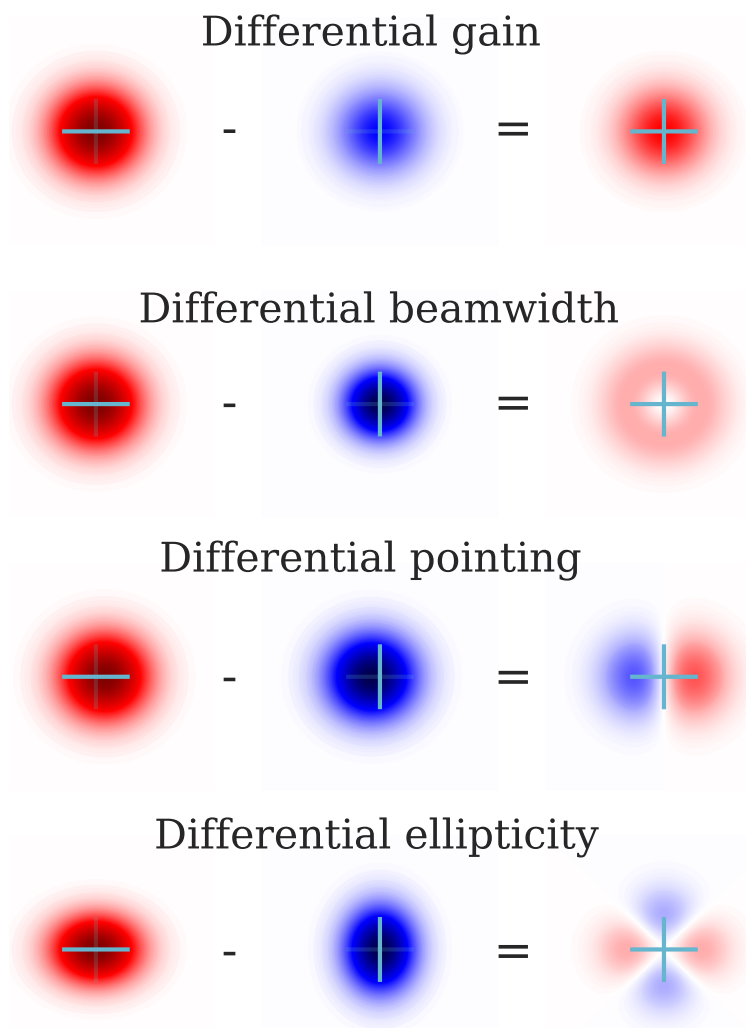 Differential gain
- =
Differential beamwidth
- =
Differential pointing
- =
Differential ellipticity
- =